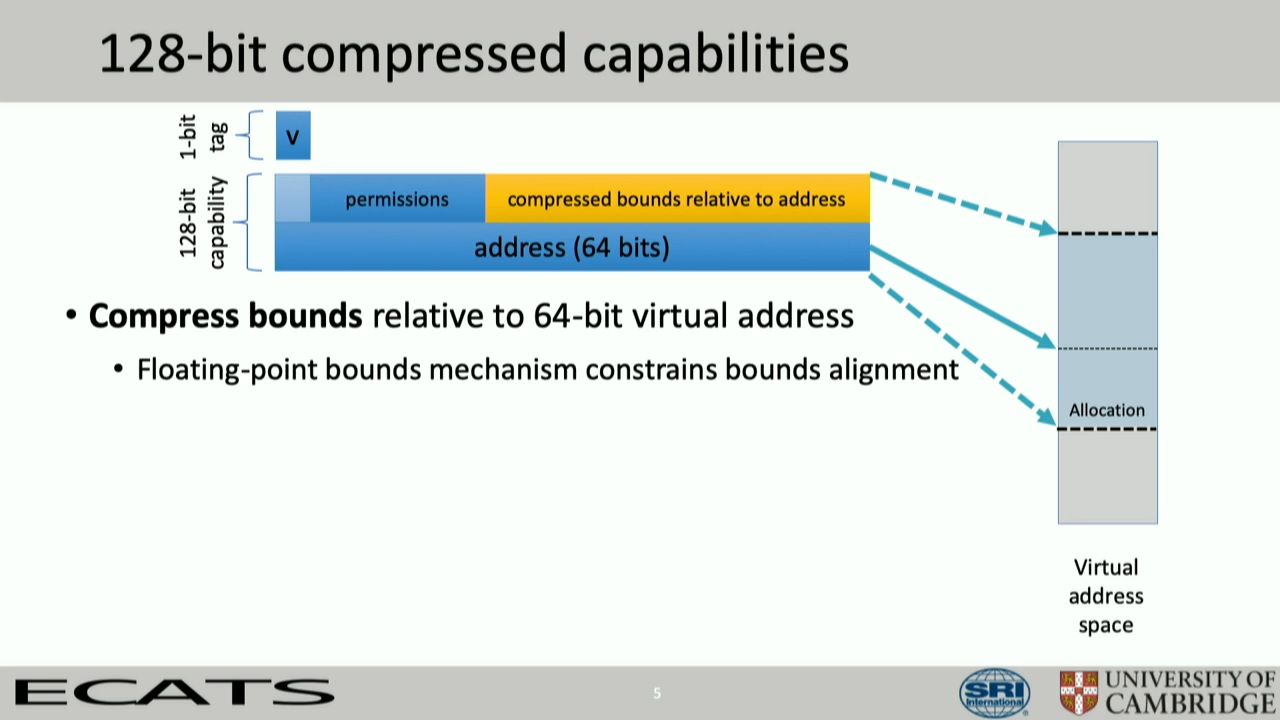 128-bit compressed capabilities
1-bit
tag
v
128-bit
capability
permissions
compressed bounds relative to address
address (64 bits)
• Compress bounds relative to 64-bit virtual address
• Floating-point bounds mechanism constrains bounds alignment
Allocation
Virtual
address
space
ECATS
5
SRI
International
UNIVERSITY OF
CAMBRIDGE